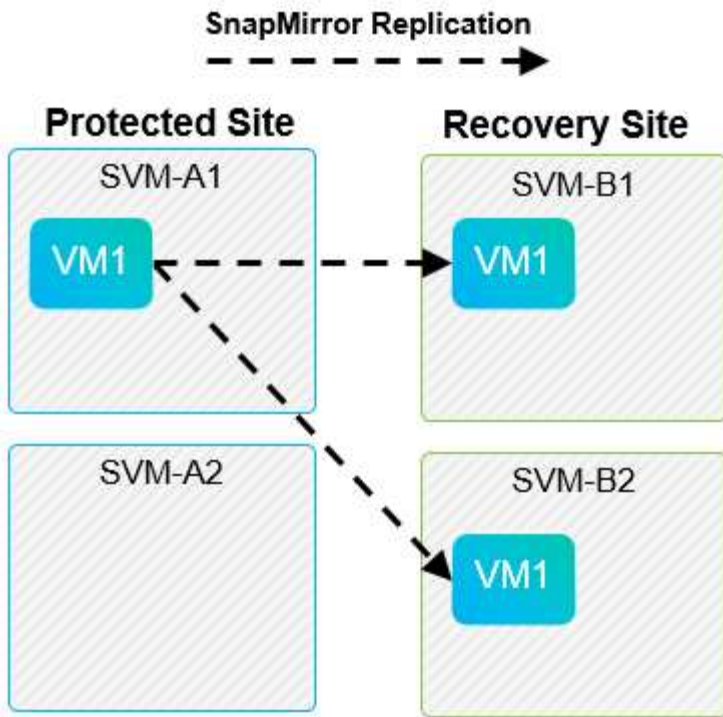 SnapMirror Replication
Protected Site
Recovery Site
SVM-A1
SVM-B1
VM1
VM1
SVM-A2
SVM-B2
VM1